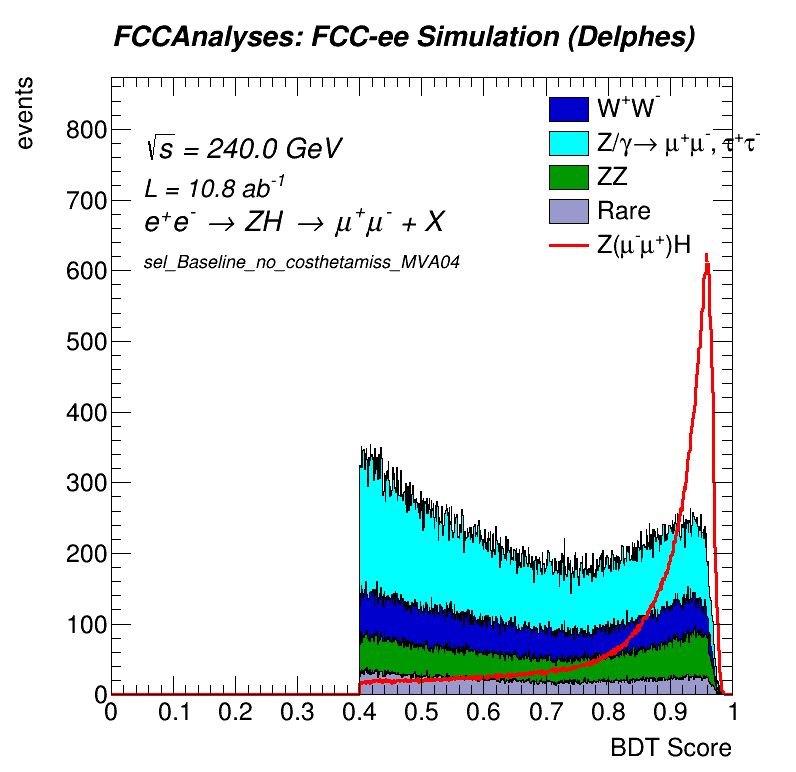 FCCAnalyses: FCC-ee Simulation (Delphes)
events
800
700
600
500
400
300
200
100
0
√s = 240.0 GeV
L = 10.8 ab⁻¹
e⁺e⁻ → ZH → μ⁺μ⁻ + X
sel_Baseline_no_costhetamiss_MVA04
W⁺W⁻
Z/γ→ μ⁺μ⁻, τ⁺τ⁻
ZZ
Rare
Z(μ⁻μ⁺)H
0 0.1 0.2 0.3 0.4 0.5 0.6 0.7 0.8 0.9 1
BDT Score